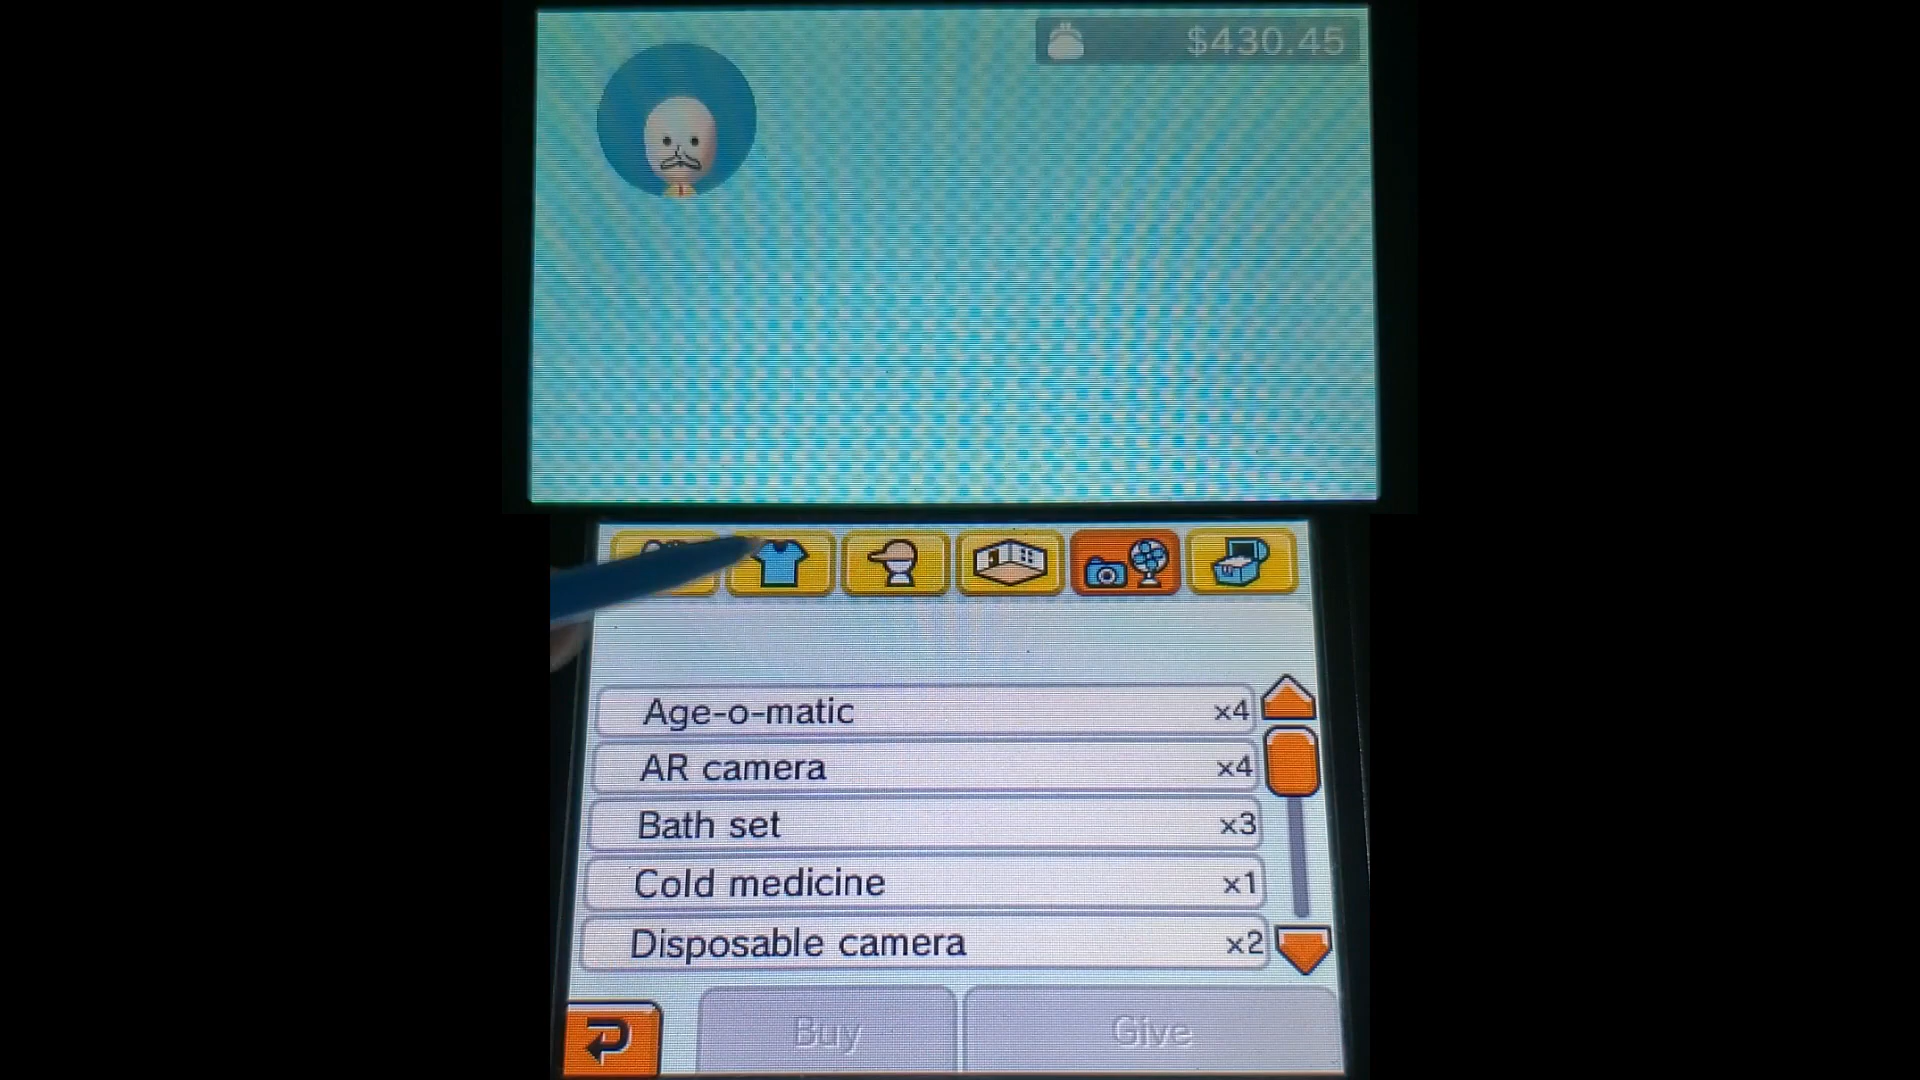 $430.45
Age-o-matic x4
AR camera x4
Bath set x3
Cold medicine x1
Disposable camera x2
Buy Give